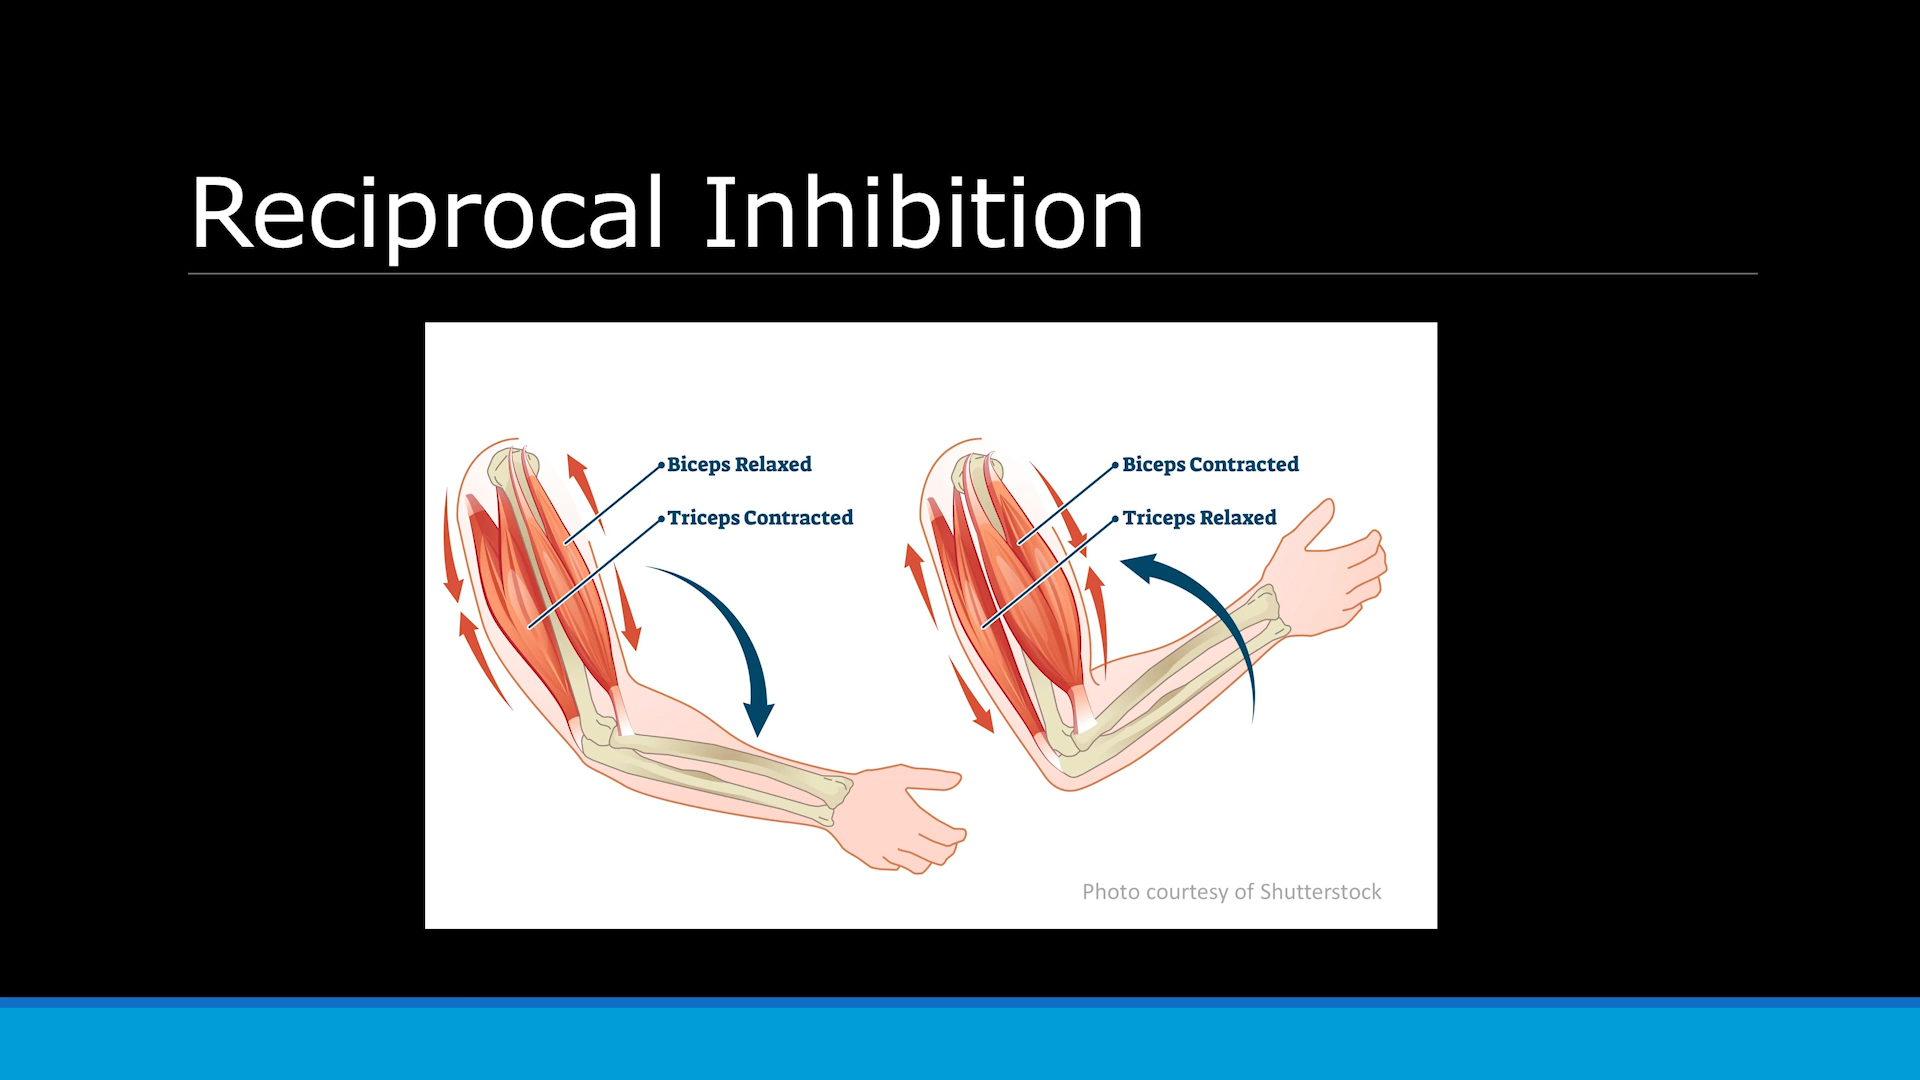 Reciprocal Inhibition
Biceps Relaxed
Triceps Contracted
Biceps Contracted
Triceps Relaxed
Photo courtesy of Shutterstock